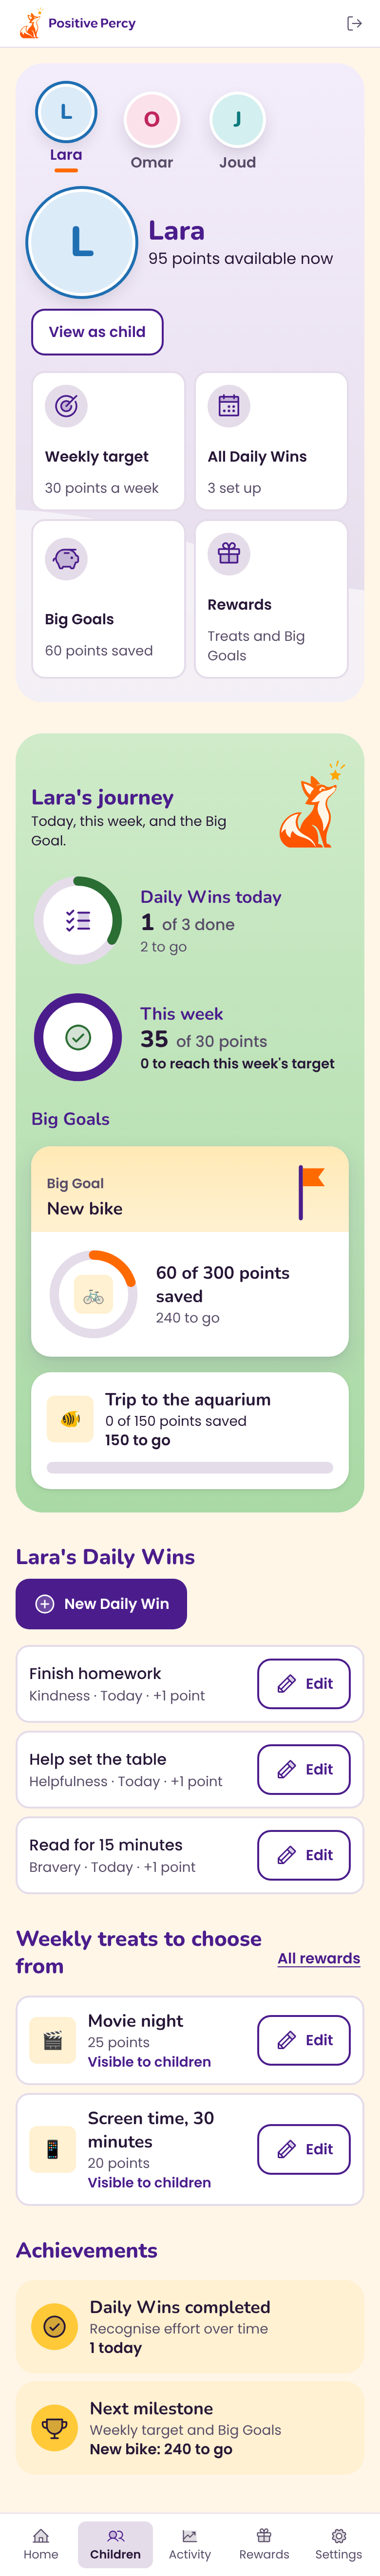 Positive Percy
L
O
J
Lara
Omar
Joud
L
Lara
95 points available now
View as child
Weekly target
30 points a week
All Daily Wins
3 set up
Big Goals
60 points saved
Rewards
Treats and Big
Goals
Lara's journey
Today, this week, and the Big
Goal.
Daily Wins today
1 of 3 done
2 to go
This week
35 of 30 points
0 to reach this week's target
Big Goals
Big Goal
New bike
60 of 300 points
saved
240 to go
Trip to the aquarium
0 of 150 points saved
150 to go
Lara's Daily Wins
New Daily Win
Finish homework
Kindness · Today · +1 point
Edit
Help set the table
Helpfulness · Today · +1 point
Edit
Read for 15 minutes
Bravery · Today · +1 point
Edit
Weekly treats to choose
from
All rewards
Movie night
25 points
Visible to children
Edit
Screen time, 30
minutes
20 points
Visible to children
Edit
Achievements
Daily Wins completed
Recognise effort over time
1 today
Next milestone
Weekly target and Big Goals
New bike: 240 to go
Home
Children
Activity
Rewards
Settings